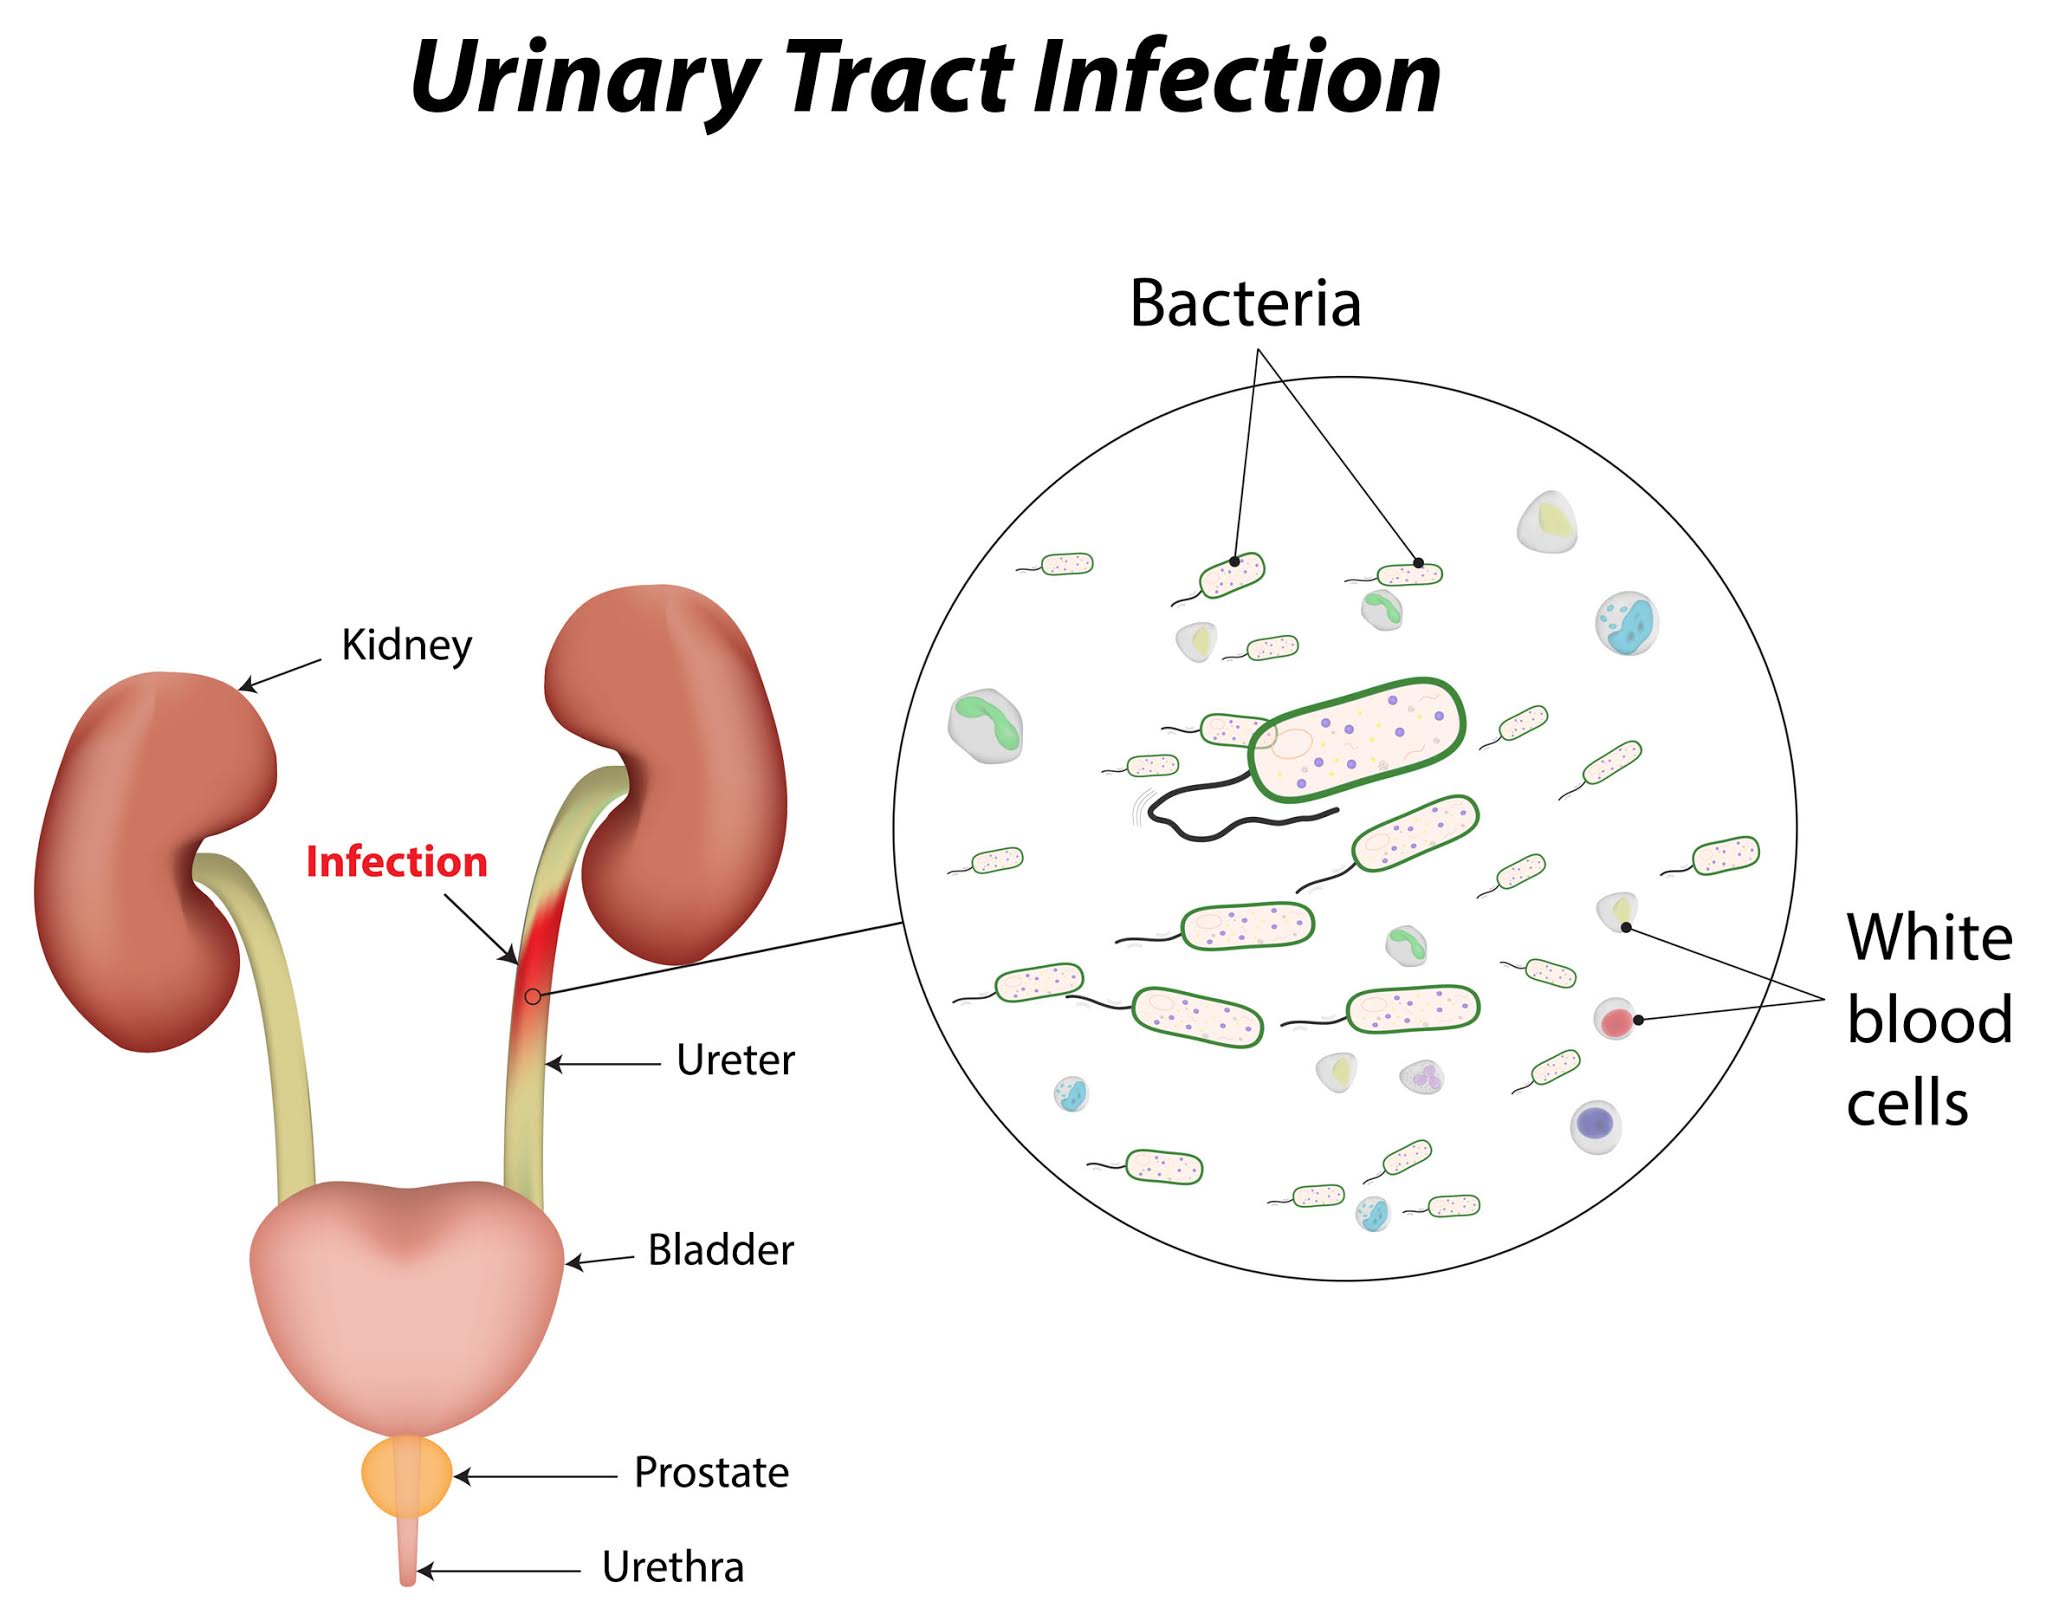 Urinary Tract Infection
Bacteria
Kidney
Infection
White
blood
cells
Ureter
Bladder
Prostate
Urethra